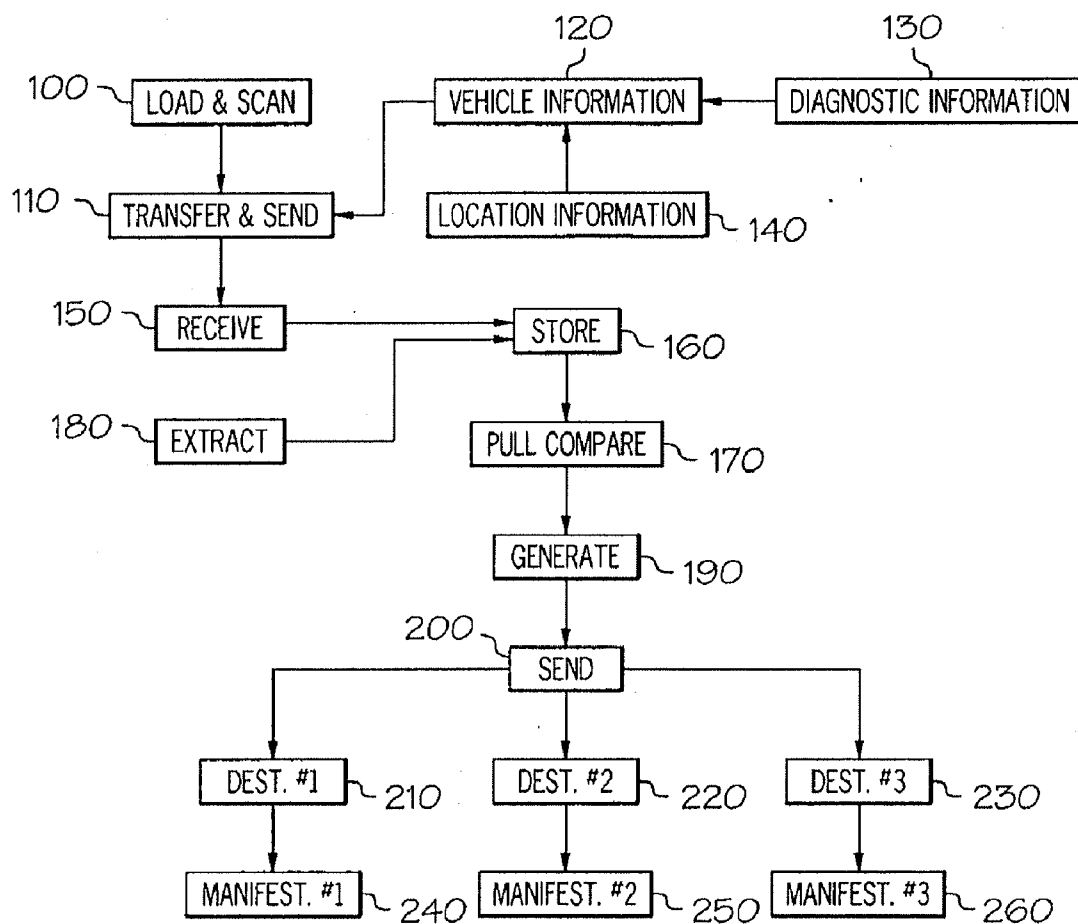 120
130
100
LOAD & SCAN
VEHICLE INFORMATION
DIAGNOSTIC INFORMATION
110
TRANSFER & SEND
LOCATION INFORMATION
140
150
RECEIVE
STORE
160
180
EXTRACT
PULL COMPARE
170
GENERATE
190
200
SEND
DEST. #1
210
DEST. #2
220
DEST. #3
230
MANIFEST. #1
240
MANIFEST. #2
250
MANIFEST. #3
260